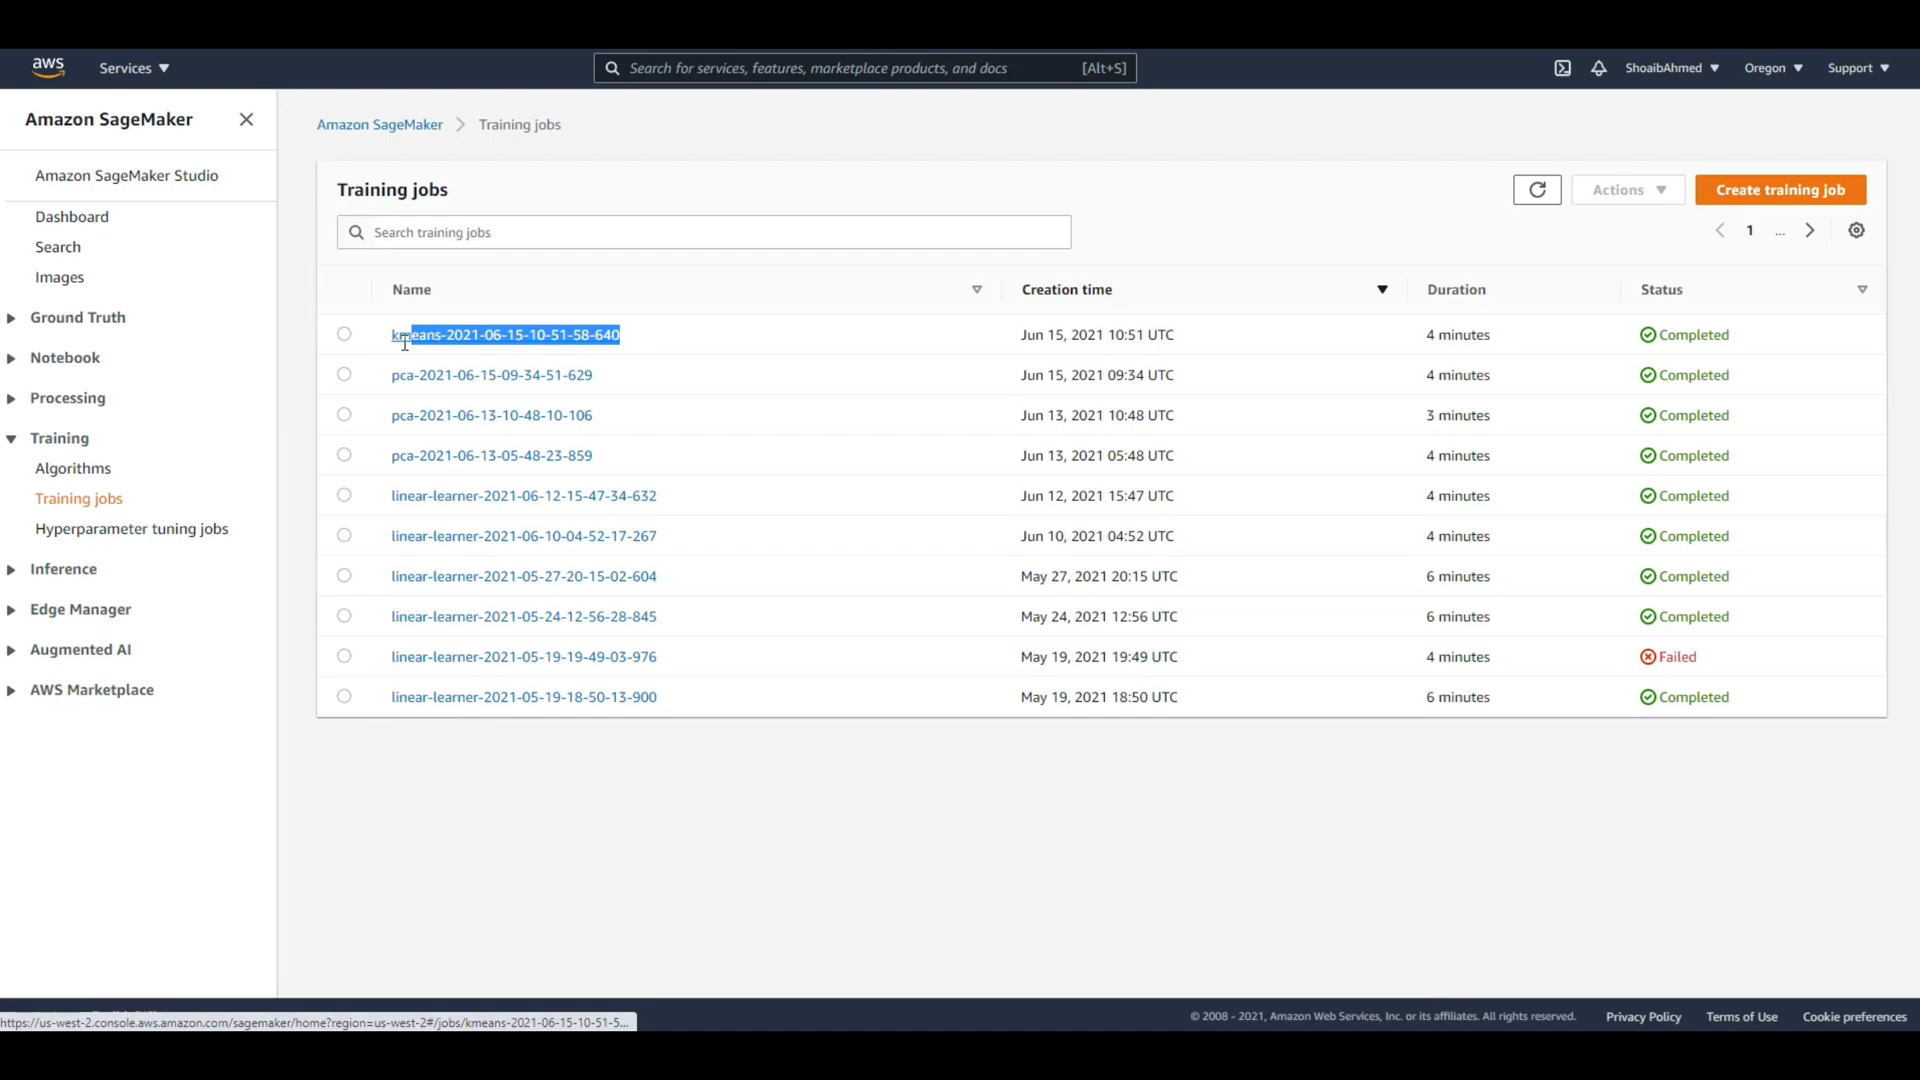 aws Services Search for services, features, marketplace products, and docs [Alt+S] ShoaibAhmed Oregon Support
Amazon SageMaker
Amazon SageMaker Studio
Dashboard
Search
Images
Ground Truth
Notebook
Processing
Training
Algorithms
Training jobs
Hyperparameter tuning jobs
Inference
Edge Manager
Augmented AI
AWS Marketplace
Amazon SageMaker Training jobs
Training jobs Actions Create training job
Search training jobs 1 ...
Name Creation time Duration Status
kmeans-2021-06-15-10-51-58-640 Jun 15, 2021 10:51 UTC 4 minutes Completed
pca-2021-06-15-09-34-51-629 Jun 15, 2021 09:34 UTC 4 minutes Completed
pca-2021-06-13-10-48-10-106 Jun 13, 2021 10:48 UTC 3 minutes Completed
pca-2021-06-13-05-48-23-859 Jun 13, 2021 05:48 UTC 4 minutes Completed
linear-learner-2021-06-12-15-47-34-632 Jun 12, 2021 15:47 UTC 4 minutes Completed
linear-learner-2021-06-10-04-52-17-267 Jun 10, 2021 04:52 UTC 4 minutes Completed
linear-learner-2021-05-27-20-15-02-604 May 27, 2021 20:15 UTC 6 minutes Completed
linear-learner-2021-05-24-12-56-28-845 May 24, 2021 12:56 UTC 6 minutes Completed
linear-learner-2021-05-19-19-49-03-976 May 19, 2021 19:49 UTC 4 minutes Failed
linear-learner-2021-05-19-18-50-13-900 May 19, 2021 18:50 UTC 6 minutes Completed
https://us-west-2.console.aws.amazon.com/sagemaker/home?region=us-west-2#/jobs/kmeans-2021-06-15-10-51-5...
© 2008 - 2021, Amazon Web Services, Inc. or its affiliates. All rights reserved. Privacy Policy Terms of Use Cookie preferences